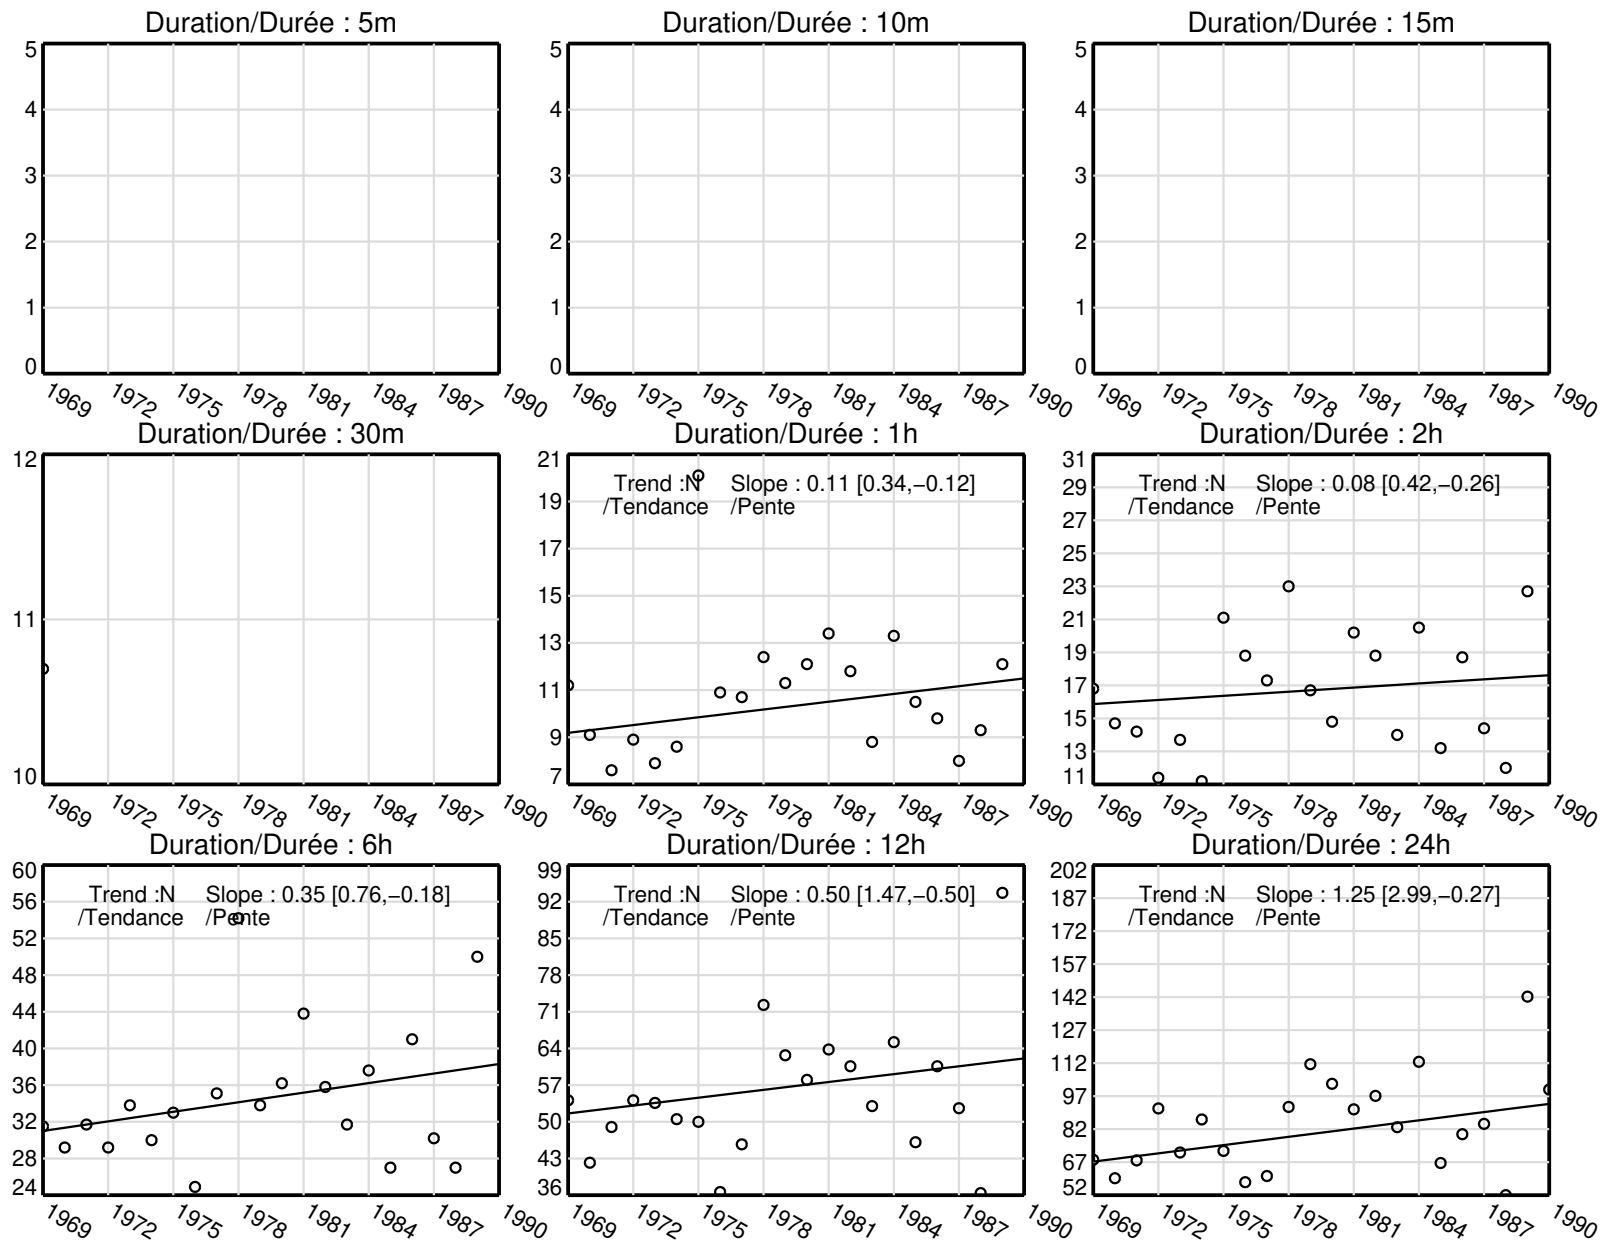 Duration/Durée : 5m
5
4
3
2
1
0
1969 1972 1975 1978 1981 1984 1987 1990
Duration/Durée : 10m
5
4
3
2
1
0
1969 1972 1975 1978 1981 1984 1987 1990
Duration/Durée : 15m
5
4
3
2
1
0
1969 1972 1975 1978 1981 1984 1987 1990
Duration/Durée : 30m
12
11
10
1969 1972 1975 1978 1981 1984 1987 1990
Duration/Durée : 1h
Trend :N Slope : 0.11 [0.34,−0.12]
/Tendance /Pente
21
19
17
15
13
11
9
7
1969 1972 1975 1978 1981 1984 1987 1990
Duration/Durée : 2h
Trend :N Slope : 0.08 [0.42,−0.26]
/Tendance /Pente
31
29
27
25
23
21
19
17
15
13
11
1969 1972 1975 1978 1981 1984 1987 1990
Duration/Durée : 6h
Trend :N Slope : 0.35 [0.76,−0.18]
/Tendance /Pente
60
56
52
48
44
40
36
32
28
24
1969 1972 1975 1978 1981 1984 1987 1990
Duration/Durée : 12h
Trend :N Slope : 0.50 [1.47,−0.50]
/Tendance /Pente
99
92
85
78
71
64
57
50
43
36
1969 1972 1975 1978 1981 1984 1987 1990
Duration/Durée : 24h
Trend :N Slope : 1.25 [2.99,−0.27]
/Tendance /Pente
202
187
172
157
142
127
112
97
82
67
52
1969 1972 1975 1978 1981 1984 1987 1990